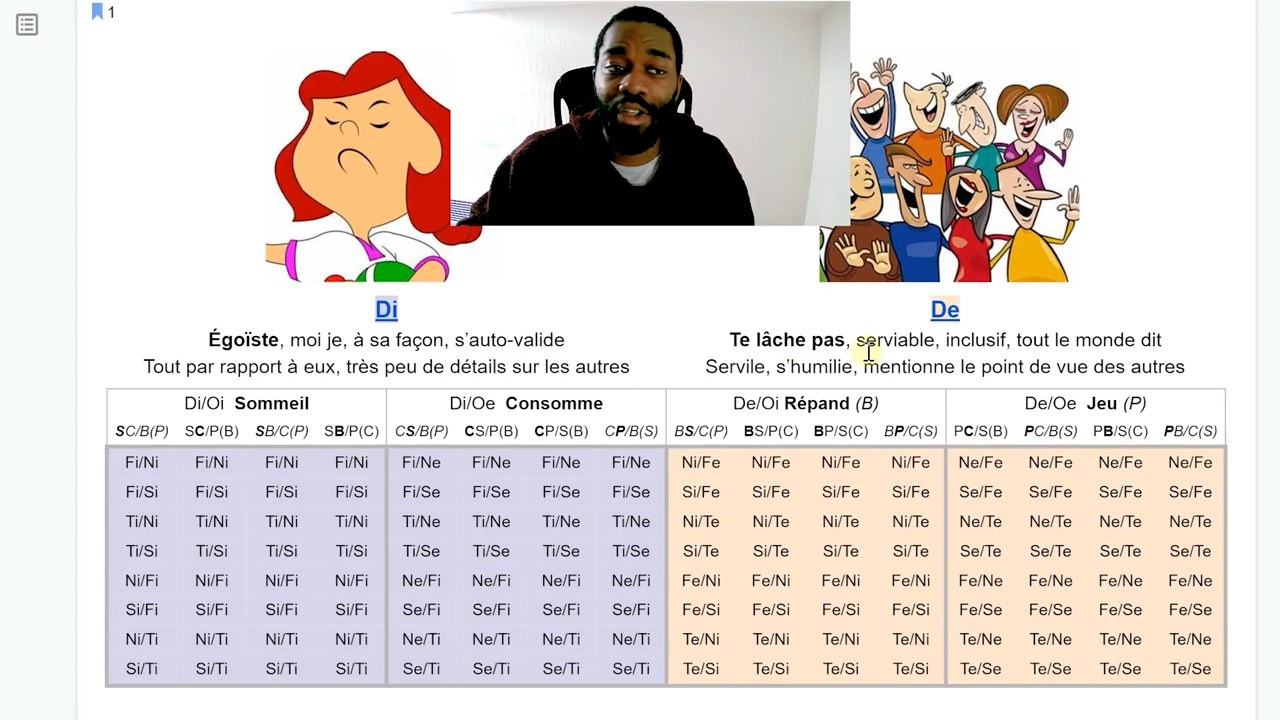 1
Di
De
Égoïste, moi je, à sa façon, s'auto-valide
Te lâche pas, serviable, inclusif, tout le monde dit
Tout par rapport à eux, très peu de détails sur les autres
Servile, s'humilie, mentionne le point de vue des autres
Di/Oi Sommeil Di/Oe Consomme De/Oi Répand (B) De/Oe Jeu (P)
SC/B(P) SC/P(B) SB/C(P) SB/P(C) CS/B(P) CS/P(B) CP/S(B) CP/B(S) BS/C(P) BS/P(C) BP/S(C) BP/C(S) PC/S(B) PC/B(S) PB/S(C) PB/C(S)
Fi/Ni Fi/Ni Fi/Ni Fi/Ni Fi/Ne Fi/Ne Fi/Ne Fi/Ne Ni/Fe Ni/Fe Ni/Fe Ni/Fe Ne/Fe Ne/Fe Ne/Fe Ne/Fe
Fi/Si Fi/Si Fi/Si Fi/Si Fi/Se Fi/Se Fi/Se Fi/Se Si/Fe Si/Fe Si/Fe Si/Fe Se/Fe Se/Fe Se/Fe Se/Fe
Ti/Ni Ti/Ni Ti/Ni Ti/Ni Ti/Ne Ti/Ne Ti/Ne Ti/Ne Ni/Te Ni/Te Ni/Te Ni/Te Ne/Te Ne/Te Ne/Te Ne/Te
Ti/Si Ti/Si Ti/Si Ti/Si Ti/Se Ti/Se Ti/Se Ti/Se Si/Te Si/Te Si/Te Si/Te Se/Te Se/Te Se/Te Se/Te
Ni/Fi Ni/Fi Ni/Fi Ni/Fi Ne/Fi Ne/Fi Ne/Fi Ne/Fi Fe/Ni Fe/Ni Fe/Ni Fe/Ni Fe/Ne Fe/Ne Fe/Ne Fe/Ne
Si/Fi Si/Fi Si/Fi Si/Fi Se/Fi Se/Fi Se/Fi Se/Fi Fe/Si Fe/Si Fe/Si Fe/Si Fe/Se Fe/Se Fe/Se Fe/Se
Ni/Ti Ni/Ti Ni/Ti Ni/Ti Ne/Ti Ne/Ti Ne/Ti Ne/Ti Te/Ni Te/Ni Te/Ni Te/Ni Te/Ne Te/Ne Te/Ne Te/Ne
Si/Ti Si/Ti Si/Ti Si/Ti Se/Ti Se/Ti Se/Ti Se/Ti Te/Si Te/Si Te/Si Te/Si Te/Se Te/Se Te/Se Te/Se